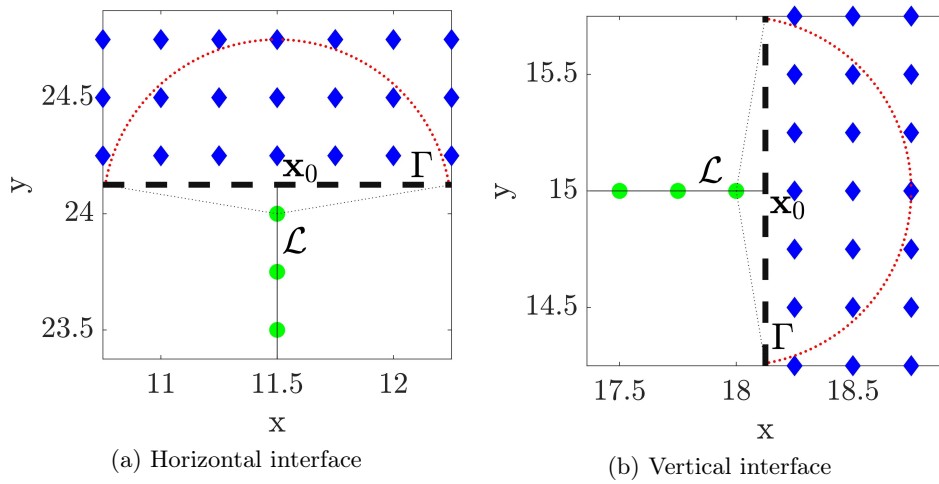 24.5
24
23.5
y
x₀
Γ
ℒ
11
11.5
12
x
(a) Horizontal interface
15.5
15
14.5
y
ℒ
x₀
Γ
17.5
18
18.5
x
(b) Vertical interface